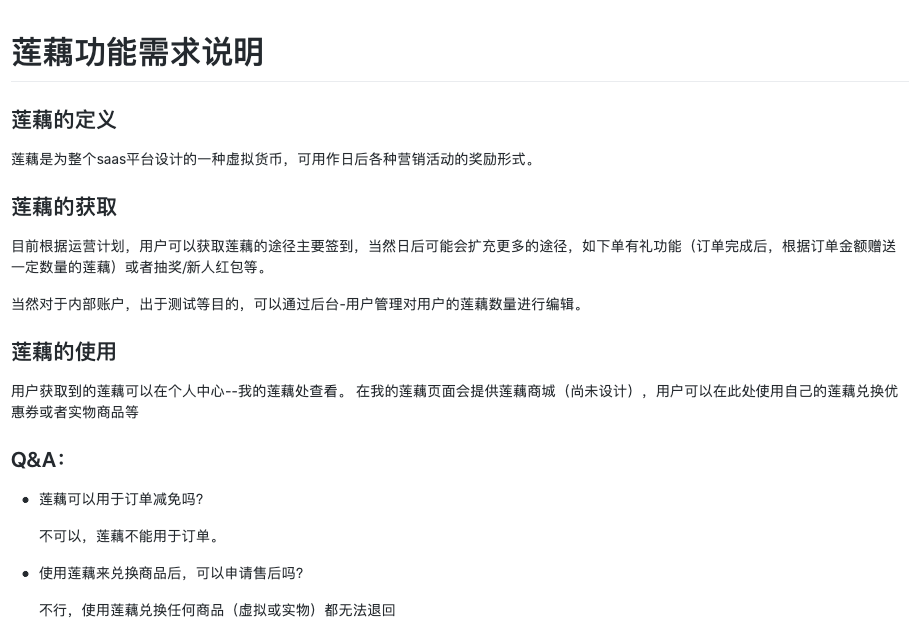 莲藕功能需求说明
莲藕的定义
莲藕是为整个saas平台设计的一种虚拟货币，可用作日后各种营销活动的奖励形式。
莲藕的获取
目前根据运营计划，用户可以获取莲藕的途径主要签到，当然日后可能会扩充更多的途径，如下单有礼功能（订单完成后，根据订单金额赠送
一定数量的莲藕）或者抽奖/新人红包等。
当然对于内部账户，出于测试等目的，可以通过后台-用户管理对用户的莲藕数量进行编辑。
莲藕的使用
用户获取到的莲藕可以在个人中心--我的莲藕处查看。 在我的莲藕页面会提供莲藕商城（尚未设计），用户可以在此处使用自己的莲藕兑换优
惠券或者实物商品等
Q&A：
• 莲藕可以用于订单减免吗?
不可以，莲藕不能用于订单。
• 使用莲藕来兑换商品后，可以申请售后吗?
不行，使用莲藕兑换任何商品（虚拟或实物）都无法退回